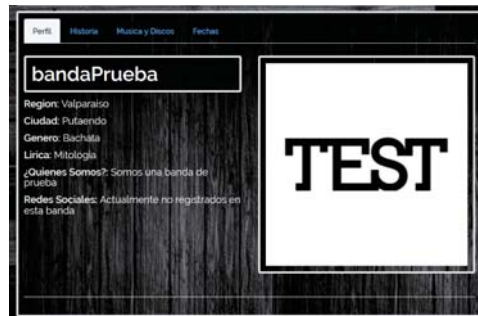 Perfil Historia Musica y Discos Fechas
bandaPrueba
Region: Valparaiso
Ciudad: Putaendo
Genero: Bachata
Lirica: Mitologia
¿Quienes Somos?: Somos una banda de
prueba
Redes Sociales: Actualmente no registrados en
esta banda
TEST